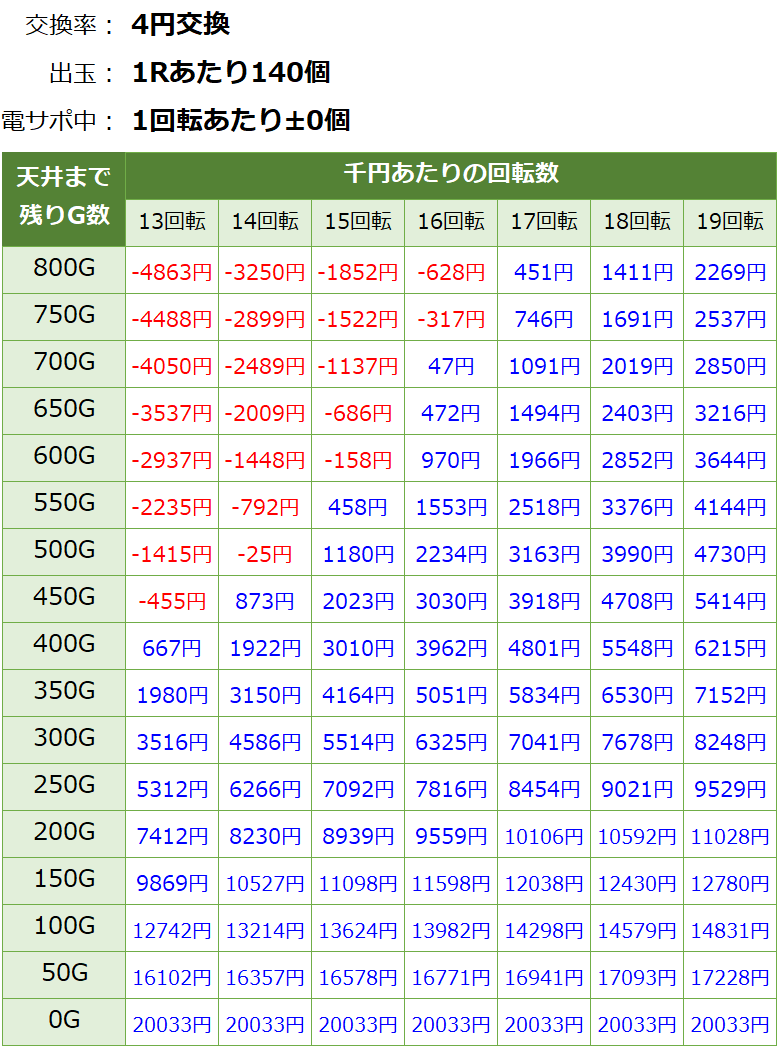 交換率： 4円交換
出玉： 1Rあたり140個
電サポ中： 1回転あたり±0個
天井まで残りG数 千円あたりの回転数
13回転 14回転 15回転 16回転 17回転 18回転 19回転
800G -4863円 -3250円 -1852円 -628円 451円 1411円 2269円
750G -4488円 -2899円 -1522円 -317円 746円 1691円 2537円
700G -4050円 -2489円 -1137円 47円 1091円 2019円 2850円
650G -3537円 -2009円 -686円 472円 1494円 2403円 3216円
600G -2937円 -1448円 -158円 970円 1966円 2852円 3644円
550G -2235円 -792円 458円 1553円 2518円 3376円 4144円
500G -1415円 -25円 1180円 2234円 3163円 3990円 4730円
450G -455円 873円 2023円 3030円 3918円 4708円 5414円
400G 667円 1922円 3010円 3962円 4801円 5548円 6215円
350G 1980円 3150円 4164円 5051円 5834円 6530円 7152円
300G 3516円 4586円 5514円 6325円 7041円 7678円 8248円
250G 5312円 6266円 7092円 7816円 8454円 9021円 9529円
200G 7412円 8230円 8939円 9559円 10106円 10592円 11028円
150G 9869円 10527円 11098円 11598円 12038円 12430円 12780円
100G 12742円 13214円 13624円 13982円 14298円 14579円 14831円
50G 16102円 16357円 16578円 16771円 16941円 17093円 17228円
0G 20033円 20033円 20033円 20033円 20033円 20033円 20033円